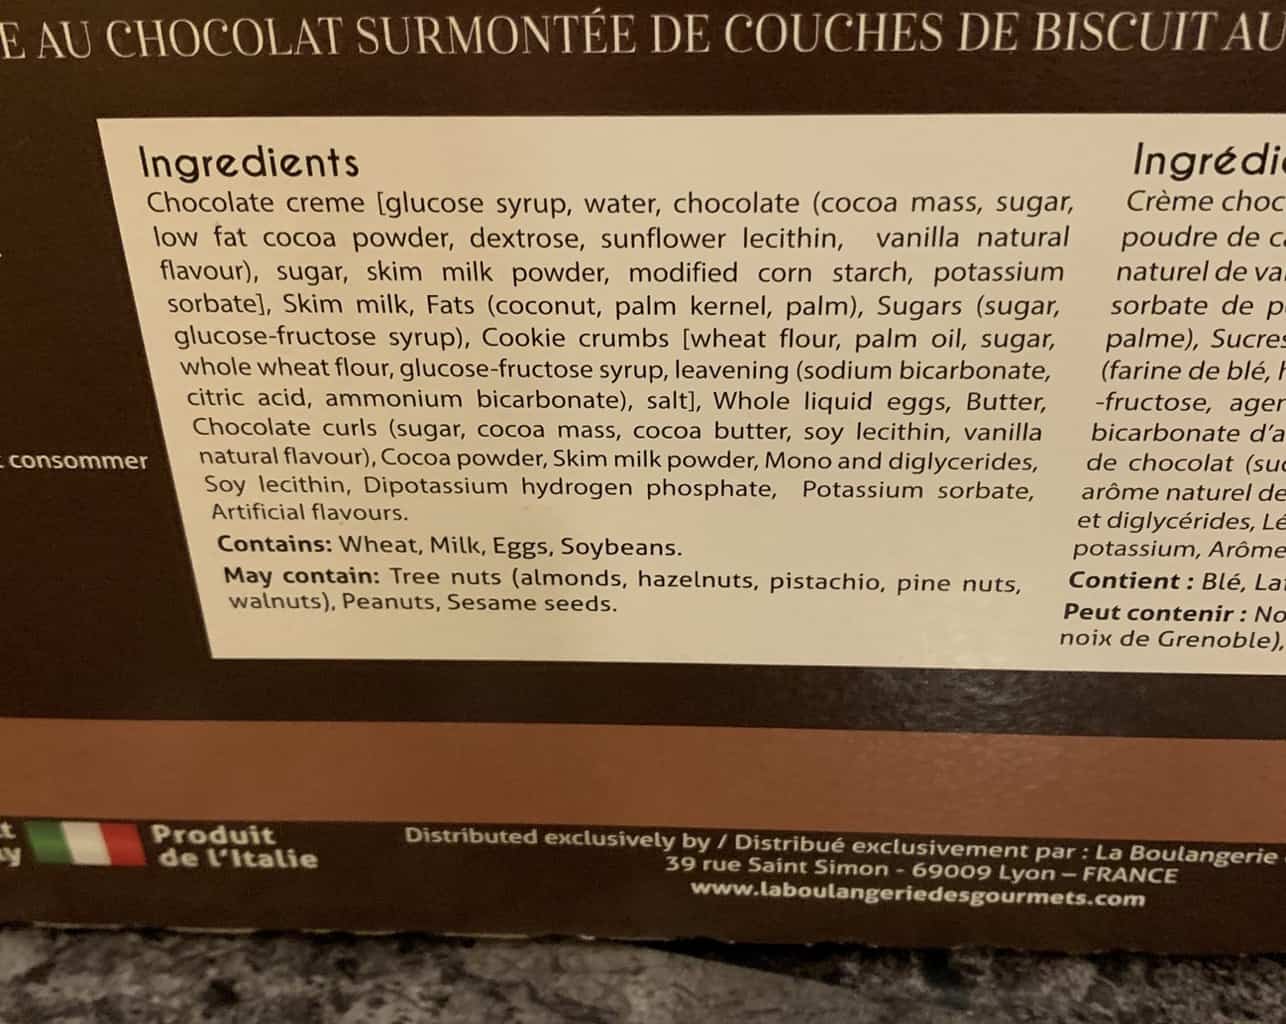 E AU CHOCOLAT SURMONTÉE DE COUCHES DE BISCUIT AU
Ingredients
Chocolate creme [glucose syrup, water, chocolate (cocoa mass, sugar,
low fat cocoa powder, dextrose, sunflower lecithin, vanilla natural
flavour), sugar, skim milk powder, modified corn starch, potassium
sorbate], Skim milk, Fats (coconut, palm kernel, palm), Sugars (sugar,
glucose-fructose syrup), Cookie crumbs [wheat flour, palm oil, sugar,
whole wheat flour, glucose-fructose syrup, leavening (sodium bicarbonate,
citric acid, ammonium bicarbonate), salt], Whole liquid eggs, Butter,
Chocolate curls (sugar, cocoa mass, cocoa butter, soy lecithin, vanilla
natural flavour), Cocoa powder, Skim milk powder, Mono and diglycerides,
Soy lecithin, Dipotassium hydrogen phosphate, Potassium sorbate,
Artificial flavours.
Contains: Wheat, Milk, Eggs, Soybeans.
May contain: Tree nuts (almonds, hazelnuts, pistachio, pine nuts,
walnuts), Peanuts, Sesame seeds.
Ingrédie
Crème choc
poudre de ca
naturel de va
sorbate de p
palme), Sucres
(farine de blé, h
-fructose, ager
bicarbonate d'a
de chocolat (suc
arôme naturel de
et diglycérides, Lé
potassium, Arôme
Contient : Blé, La
Peut contenir : No
noix de Grenoble),
consommer
Produit
de l'Italie
Distributed exclusively by / Distribué exclusivement par : La Boulangerie
39 rue Saint Simon - 69009 Lyon – FRANCE
www.laboulangeriedesgourmets.com